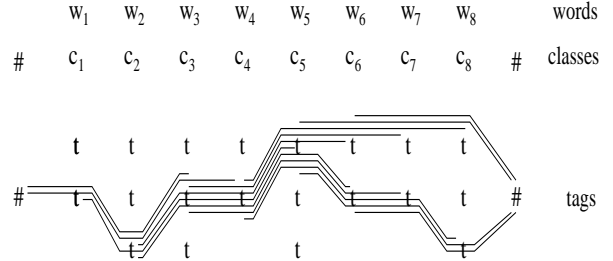 w1 w2 w3 w4 w5 w6 w7 w8 words
# c1 c2 c3 c4 c5 c6 c7 c8 # classes
t t t t t t t t
# t t t t t t t t # tags
t t t t